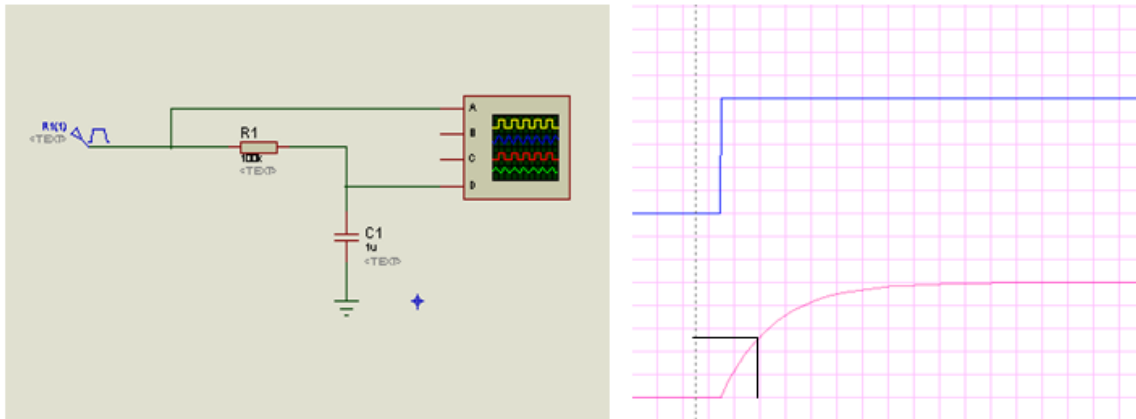 R1(1)
<TEXT>
R1
100k
<TEXT>
A
B
C
D
C1
1u
<TEXT>